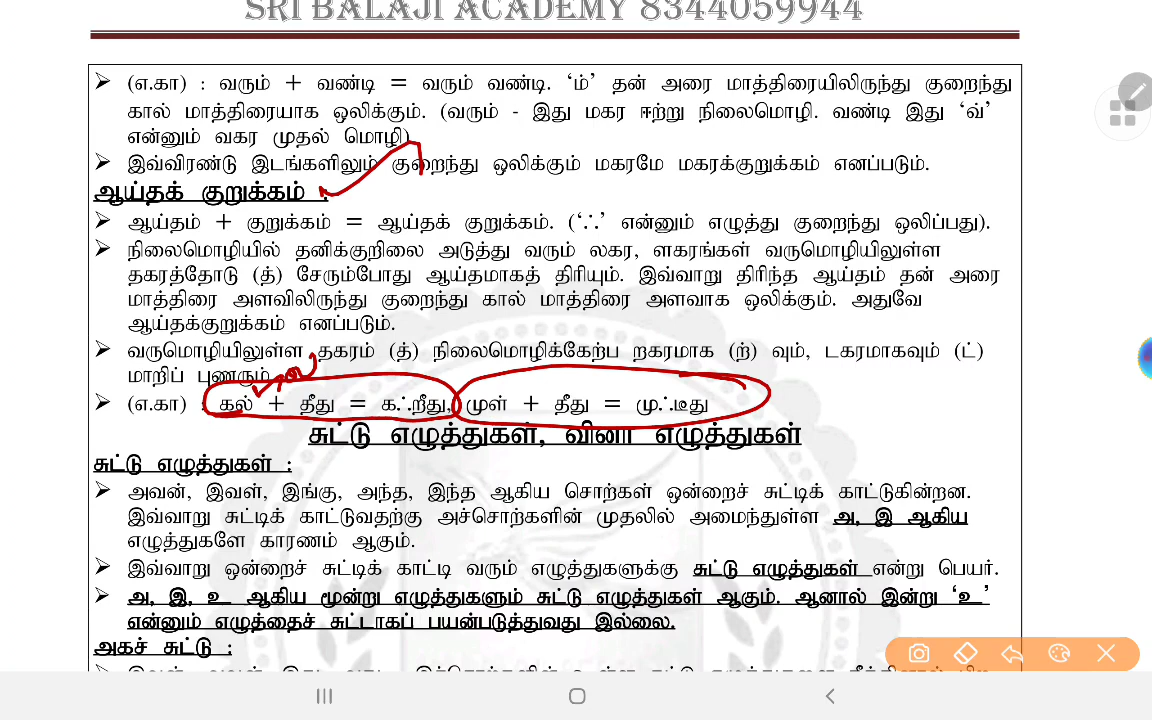 SRI BALAJI ACADEMY 8344059944
➢ (எ.கா) : வரும் + வண்டி = வரும் வண்டி. ‘ம்’ தன் அரை மாத்திரையிலிருந்து குறைந்து
கால் மாத்திரையாக ஒலிக்கும். (வரும் - இது மகர ஈற்று நிலைமொழி. வண்டி இது ‘வ்’
என்னும் வகர முதல் மொழி)
➢ இவ்விரண்டு இடங்களிலும் குறைந்து ஒலிக்கும் மகரமே மகரக்குறுக்கம் எனப்படும்.
ஆய்தக் குறுக்கம் :
➢ ஆய்தம் + குறுக்கம் = ஆய்தக் குறுக்கம். (‘∴’ என்னும் எழுத்து குறைந்து ஒலிப்பது).
➢ நிலைமொழியில் தனிக்குறிலை அடுத்து வரும் லகர, ளகரங்கள் வருமொழியிலுள்ள
தகரத்தோடு (த்) சேரும்போது ஆய்தமாகத் திரியும். இவ்வாறு திரிந்த ஆய்தம் தன் அரை
மாத்திரை அளவிலிருந்து குறைந்து கால் மாத்திரை அளவாக ஒலிக்கும். அதுவே
ஆய்தக்குறுக்கம் எனப்படும்.
➢ வருமொழியிலுள்ள தகரம் (த்) நிலைமொழிக்கேற்ப றகரமாக (ற்) வும், டகரமாகவும் (ட்)
மாறிப் புணரும்
➢ (எ.கா) : கல் + தீது = கஃறீது, முள் + தீது = முஃடீது
சுட்டு எழுத்துகள், வினா எழுத்துகள்
சுட்டு எழுத்துகள் :
➢ அவன், இவள், இங்கு, அந்த, இந்த ஆகிய சொற்கள் ஒன்றைச் சுட்டிக் காட்டுகின்றன.
இவ்வாறு சுட்டிக் காட்டுவதற்கு அச்சொற்களின் முதலில் அமைந்துள்ள அ, இ ஆகிய
எழுத்துகளே காரணம் ஆகும்.
➢ இவ்வாறு ஒன்றைச் சுட்டிக் காட்டி வரும் எழுத்துகளுக்கு சுட்டு எழுத்துகள் என்று பெயர்.
➢ அ, இ, உ ஆகிய மூன்று எழுத்துகளும் சுட்டு எழுத்துகள் ஆகும். ஆனால் இன்று ‘உ’
என்னும் எழுத்தைச் சுட்டாகப் பயன்படுத்துவது இல்லை.
அகச் சுட்டு :